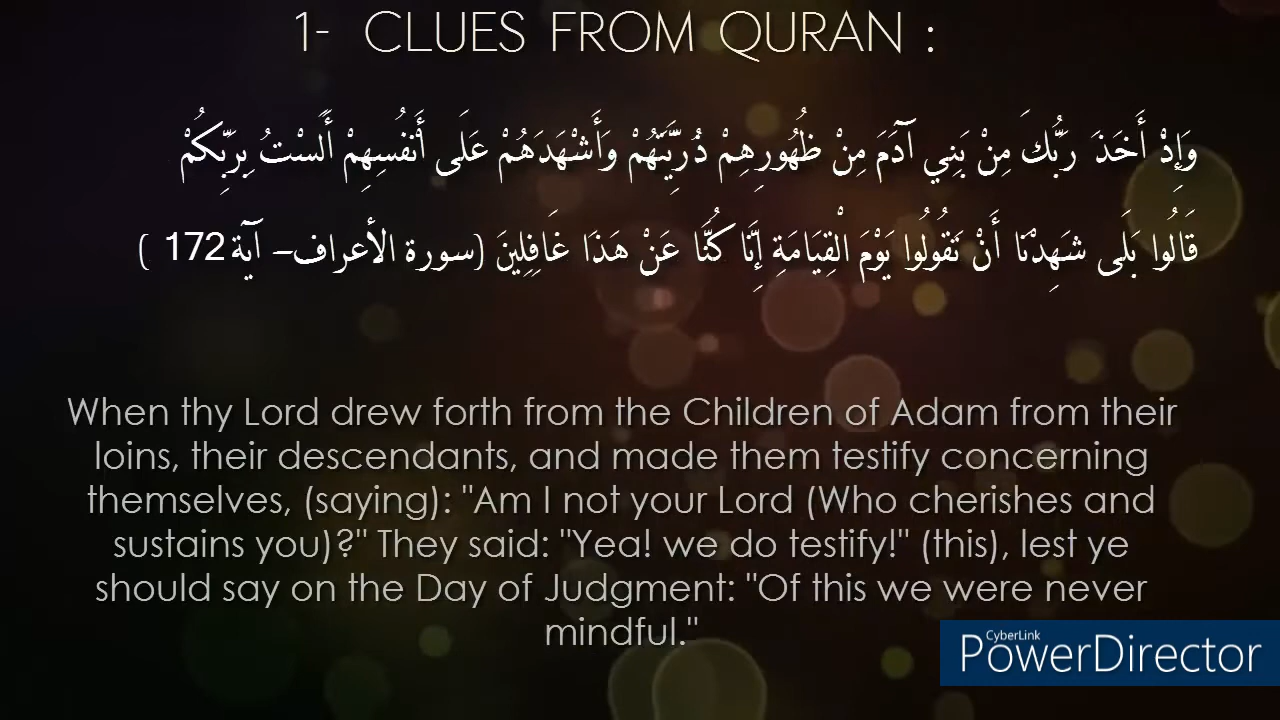 1- CLUES FROM QURAN :
وَإِذْ أَخَذَ رَبُّكَ مِنْ بَنِي آدَمَ مِنْ ظُهُورِهِمْ ذُرِّيَّتَهُمْ وَأَشْهَدَهُمْ عَلَى أَنْفُسِهِمْ أَلَسْتُ بِرَبِّكُمْ
قَالُوا بَلَى شَهِدْنَا أَنْ تَقُولُوا يَوْمَ الْقِيَامَةِ إِنَّا كُنَّا عَنْ هَذَا غَافِلِينَ (سورة الأعراف– آية 172 )
When thy Lord drew forth from the Children of Adam from their
loins, their descendants, and made them testify concerning
themselves, (saying): "Am I not your Lord (Who cherishes and
sustains you)?" They said: "Yea! we do testify!" (this), lest ye
should say on the Day of Judgment: "Of this we were never
mindful."
CyberLink
PowerDirector